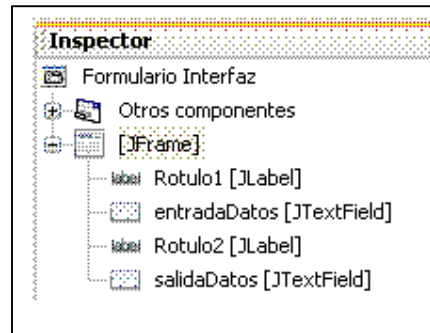 Inspector
Formulario Interfaz
Otros componentes
[JFrame]
label Rotulo1 [JLabel]
entradaDatos [JTextField]
label Rotulo2 [JLabel]
salidaDatos [JTextField]